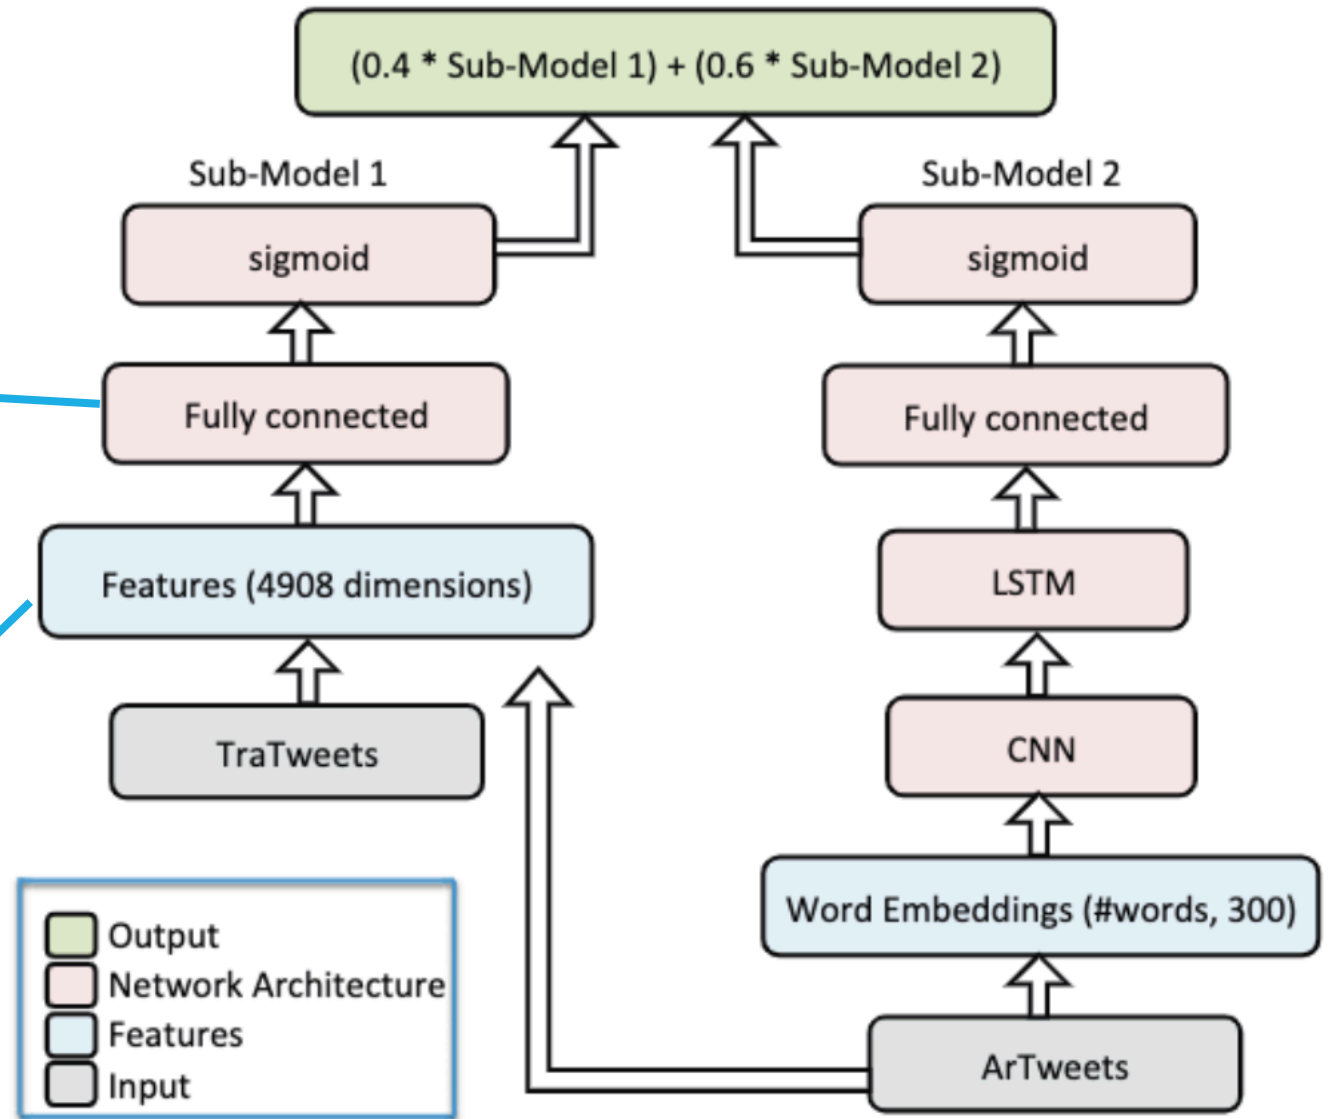 (0.4 * Sub-Model 1) + (0.6 * Sub-Model 2)
Sub-Model 1
Sub-Model 2
sigmoid
sigmoid
Fully connected
Fully connected
Features (4908 dimensions)
LSTM
TraTweets
CNN
Word Embeddings (#words, 300)
ArTweets
Output
Network Architecture
Features
Input